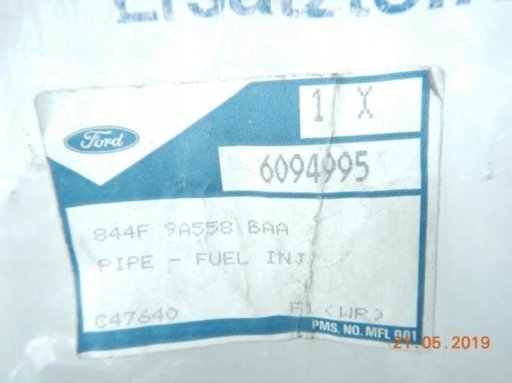 Ersatzteil
Ford
1 X
6094995
844F 9A558 BAA
PIPE - FUEL INJ
C47640 F1(WR)
PMS. NO. MFL 001
21.05.2019